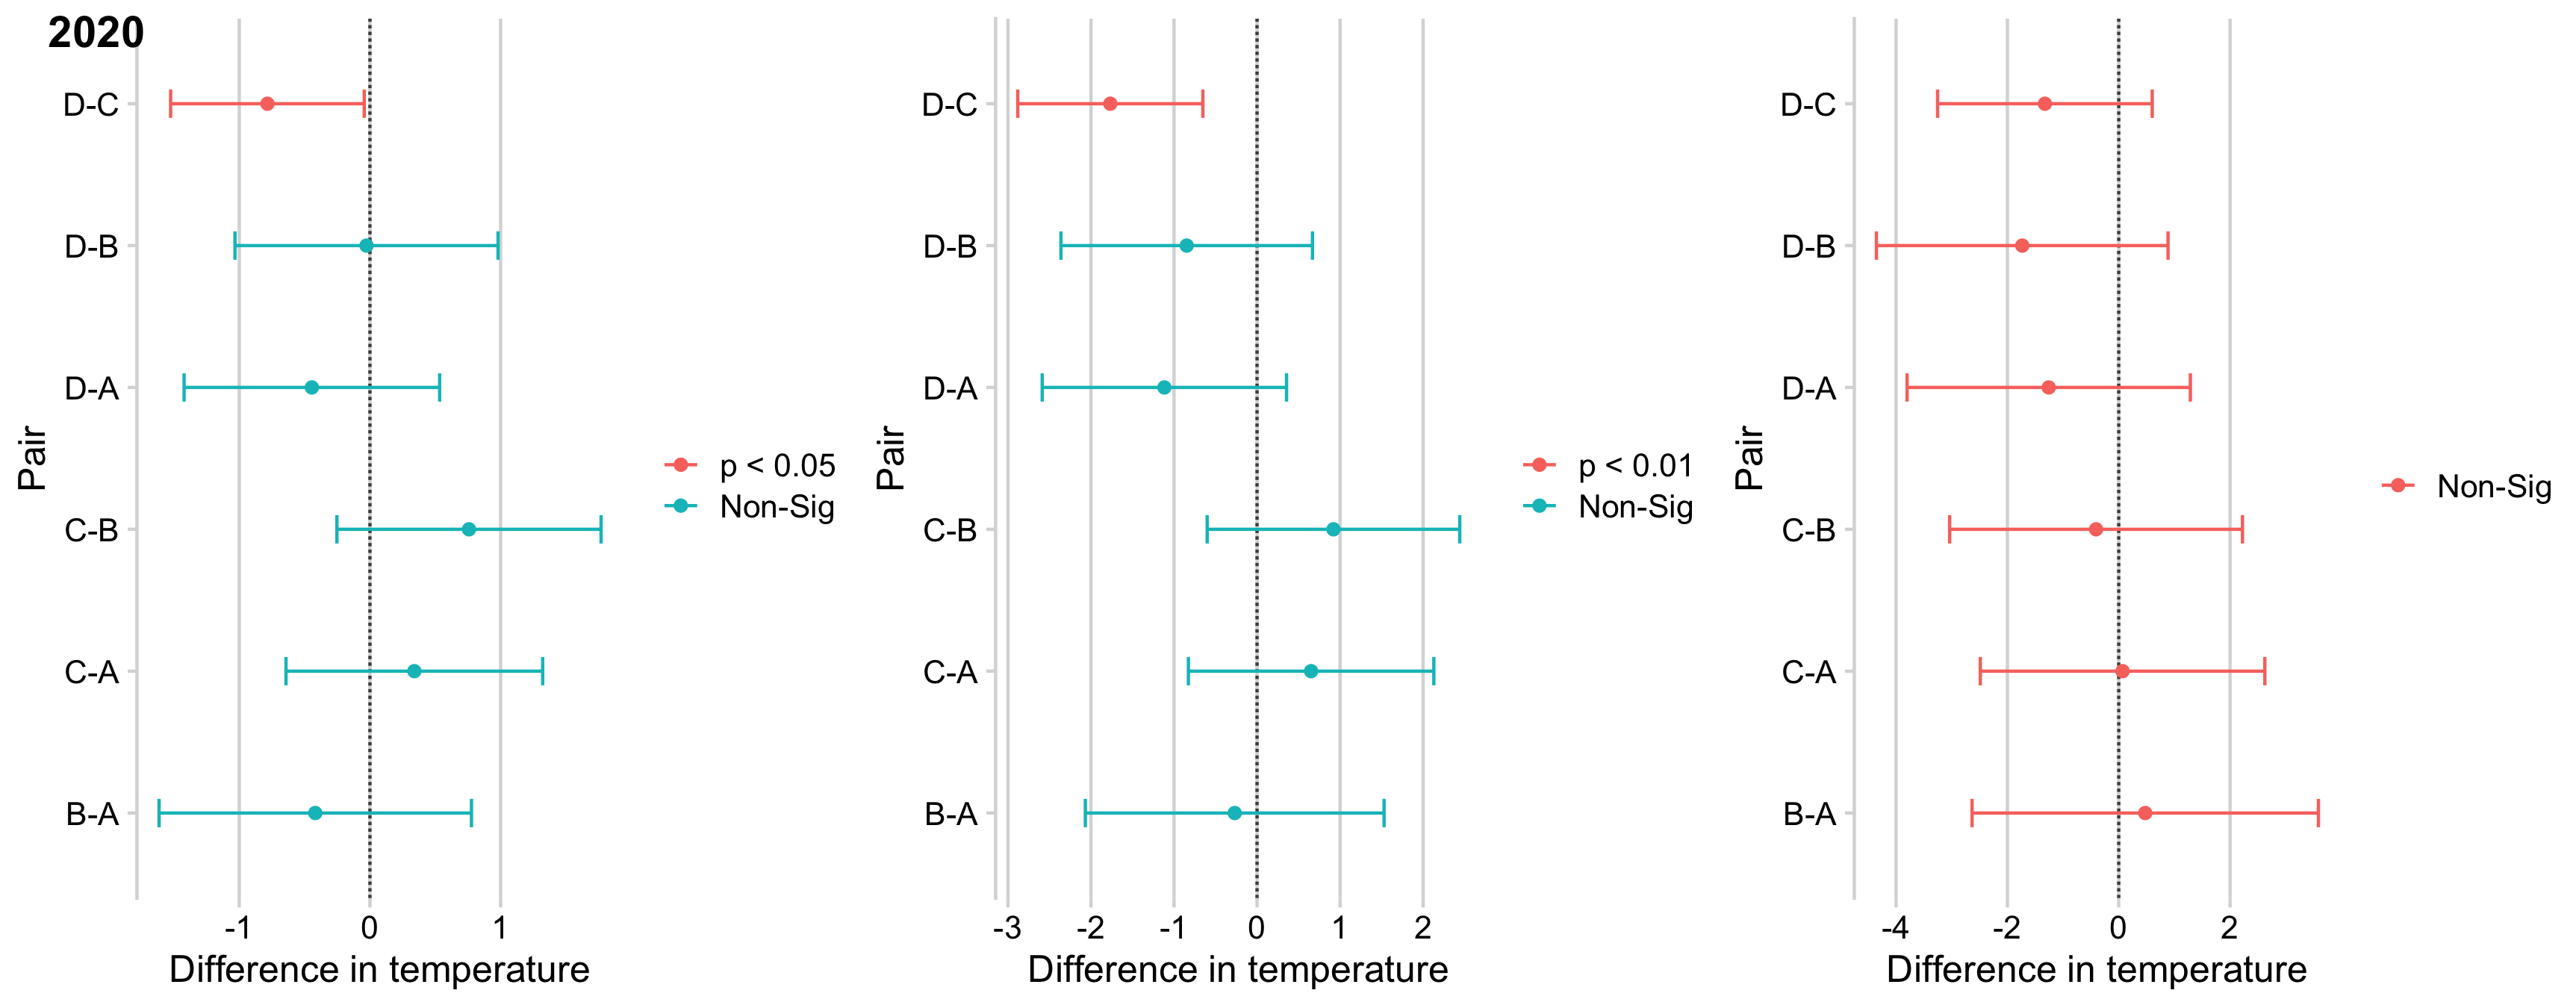 2020
Pair
D-C
D-B
D-A
C-B
C-A
B-A
-1 0 1
Difference in temperature
p < 0.05
Non-Sig
Pair
D-C
D-B
D-A
C-B
C-A
B-A
-3 -2 -1 0 1 2
Difference in temperature
p < 0.01
Non-Sig
Pair
D-C
D-B
D-A
C-B
C-A
B-A
-4 -2 0 2
Difference in temperature
Non-Sig